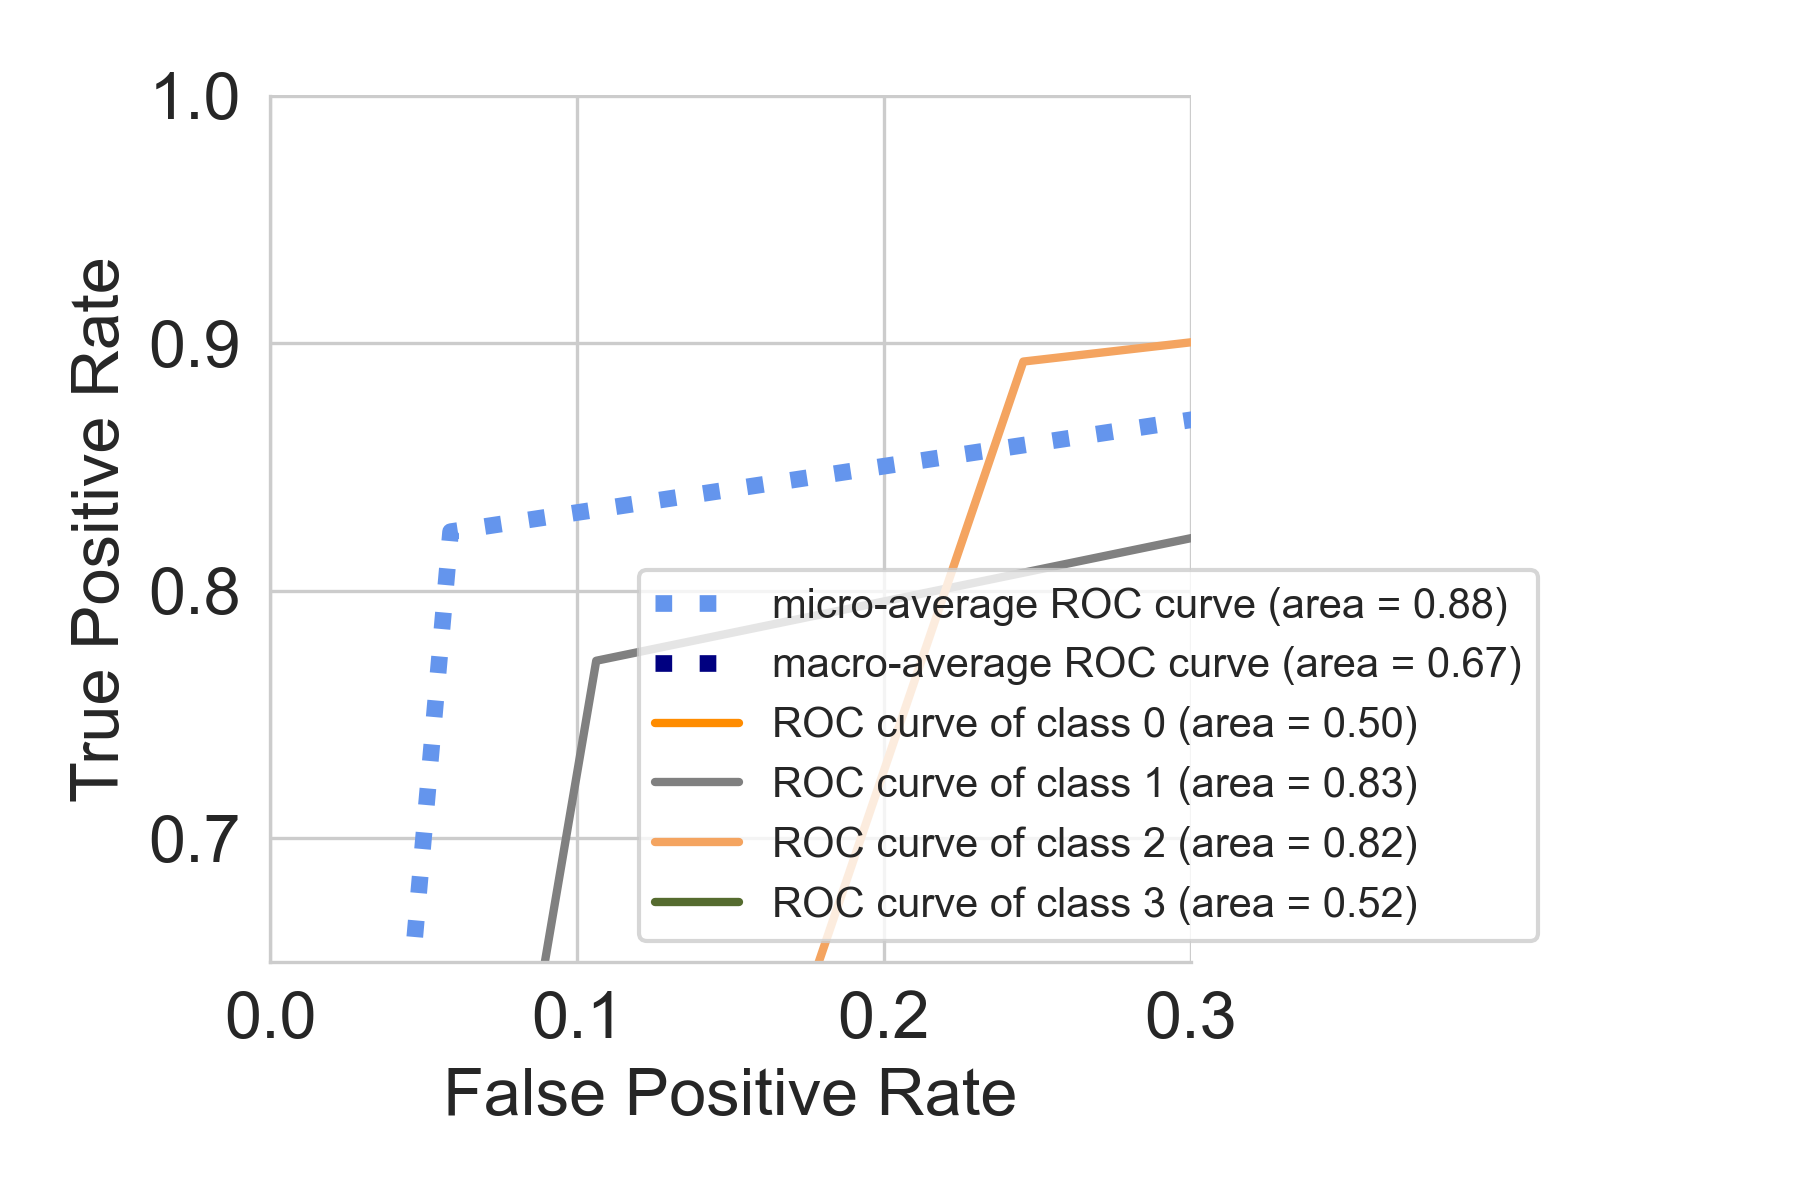 1.0
0.9
0.8
0.7
True Positive Rate
micro-average ROC curve (area = 0.88)
macro-average ROC curve (area = 0.67)
ROC curve of class 0 (area = 0.50)
ROC curve of class 1 (area = 0.83)
ROC curve of class 2 (area = 0.82)
ROC curve of class 3 (area = 0.52)
0.0 0.1 0.2 0.3
False Positive Rate